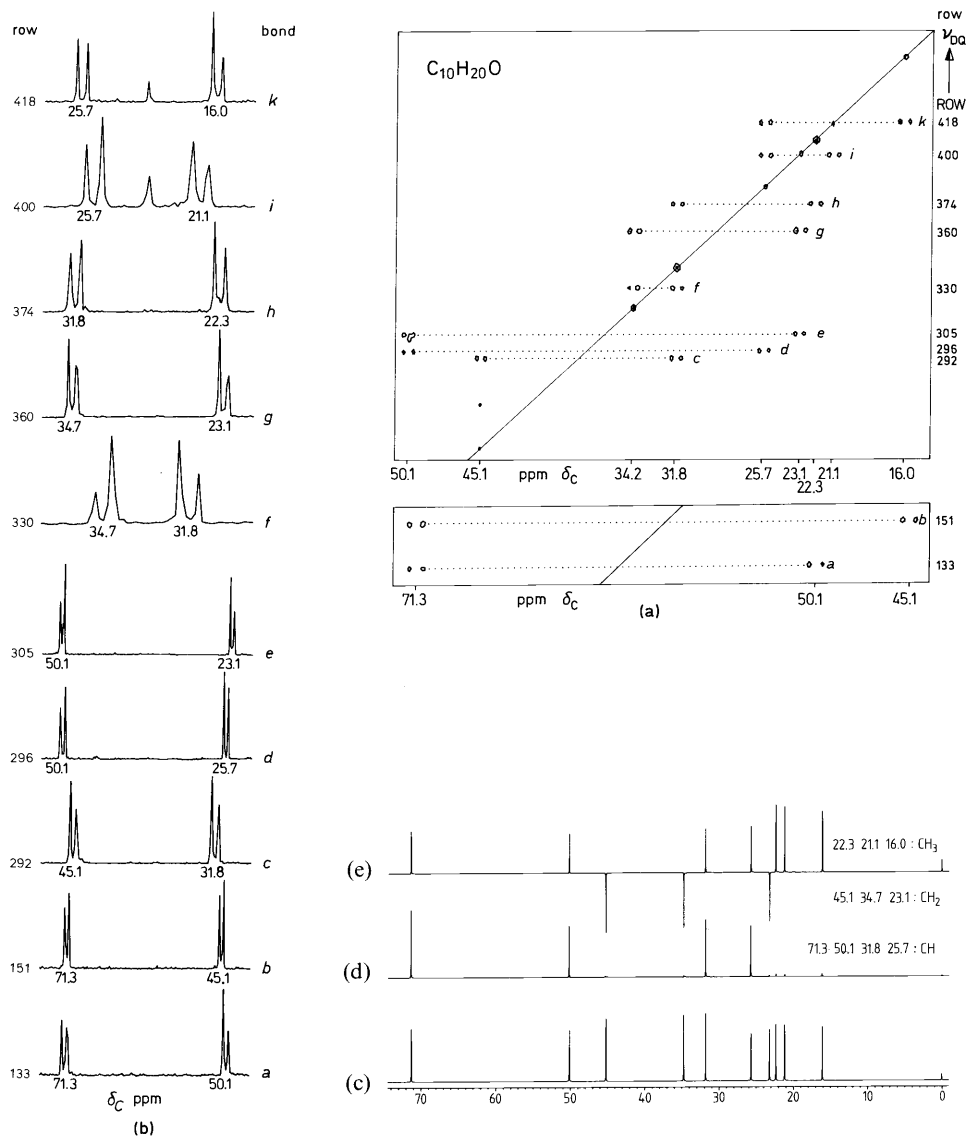 row bond
418 25.7 16.0 k
400 25.7 21.1 i
374 31.8 22.3 h
360 34.7 23.1 g
330 34.7 31.8 f
305 50.1 23.1 e
296 50.1 25.7 d
292 45.1 31.8 c
151 71.3 45.1 b
133 71.3 50.1 a
δC ppm
(b)
row
νDQ
C10H20O
ROW
k 418
i 400
h 374
g 360
f 330
e 305
d 296
c 292
50.1 45.1 ppm δC 34.2 31.8 25.7 23.1 21.1 16.0
22.3
b 151
a 133
71.3 ppm δC 50.1 45.1
(a)
(e) 22.3 21.1 16.0 : CH3
45.1 34.7 23.1 : CH2
(d) 71.3 50.1 31.8 25.7 : CH
(c)
70 60 50 40 30 20 10 0